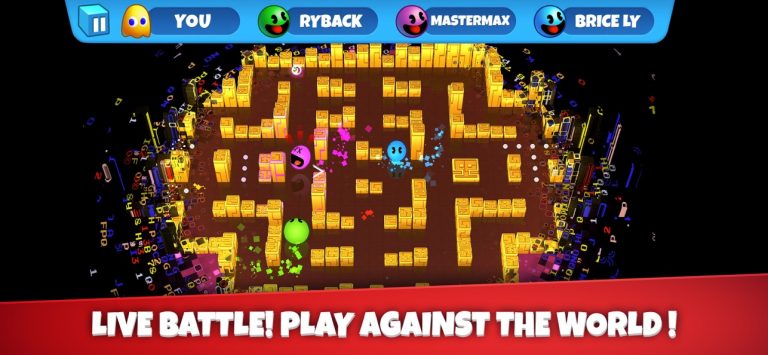 YOU
RYBACK
MASTERMAX
BRICE LY
LIVE BATTLE! PLAY AGAINST THE WORLD !